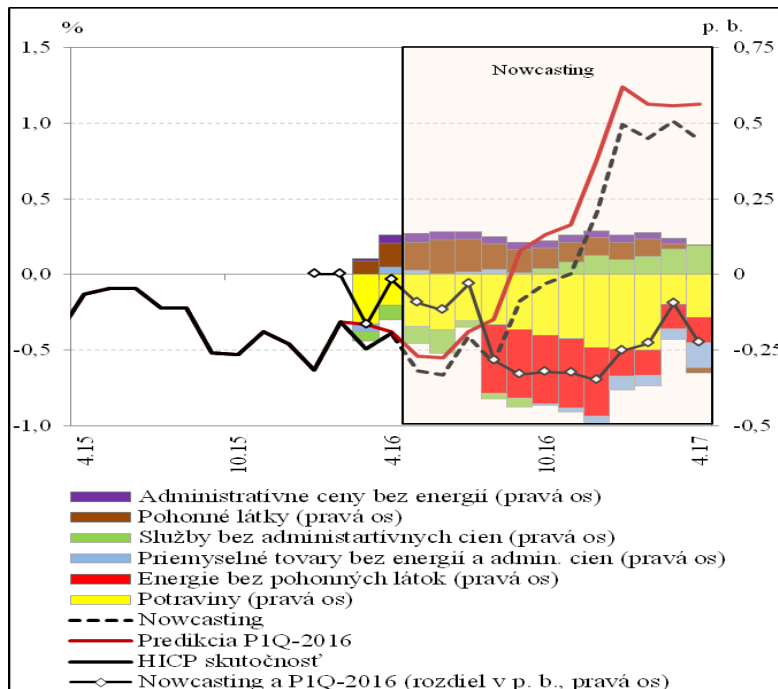 % p. b.
1,5 0,75
Nowcasting
1,0 0,5
0,5 0,25
0,0 0
-0,5 -0,25
-1,0 -0,5
4.15 10.15 4.16 10.16 4.17
Administratívne ceny bez energií (pravá os)
Pohonné látky (pravá os)
Služby bez administartívnych cien (pravá os)
Priemyselné tovary bez energií a admin. cien (pravá os)
Energie bez pohonných látok (pravá os)
Potraviny (pravá os)
Nowcasting
Predikcia P1Q-2016
HICP skutočnosť
Nowcasting a P1Q-2016 (rozdiel v p. b., pravá os)